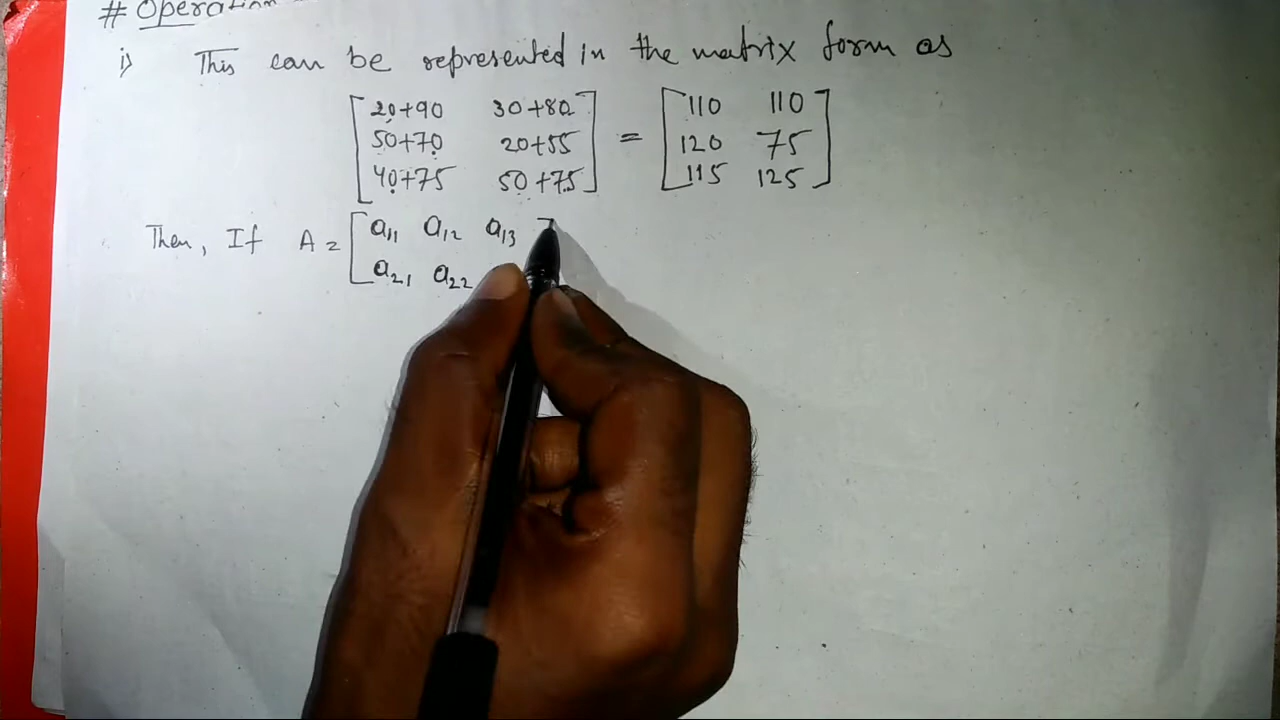 # Operation
i) This can be represented in the matrix form as
[20+90 30+80] = [110 110]
[50+70 20+55] [120 75]
[40+75 50+75] [115 125]
Then, If A = [a11 a12 a13]
[a21 a22